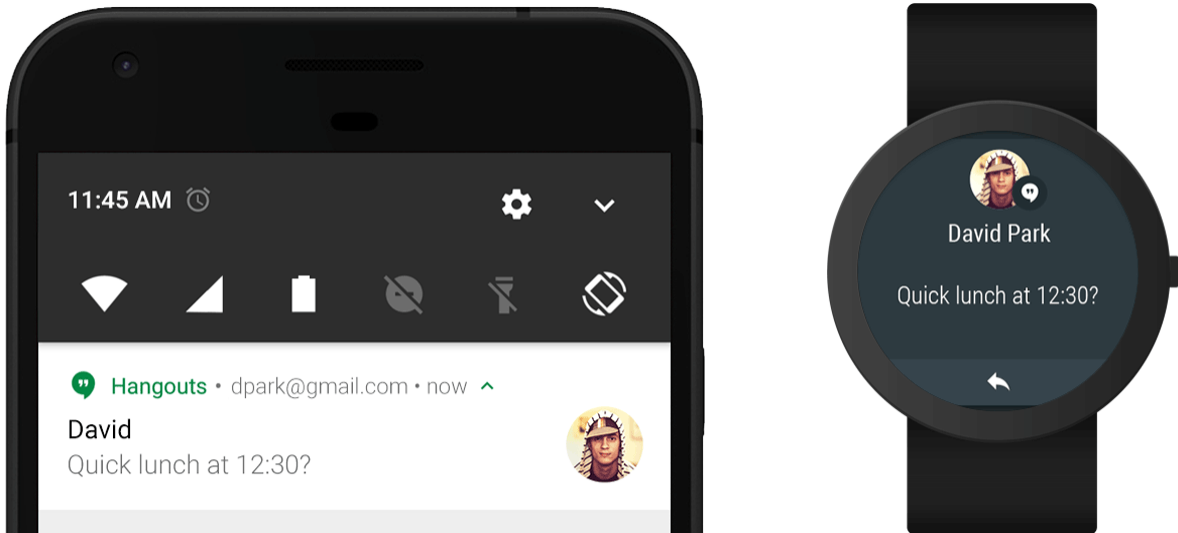 11:45 AM
Hangouts • dpark@gmail.com • now
David
Quick lunch at 12:30?
David Park
Quick lunch at 12:30?